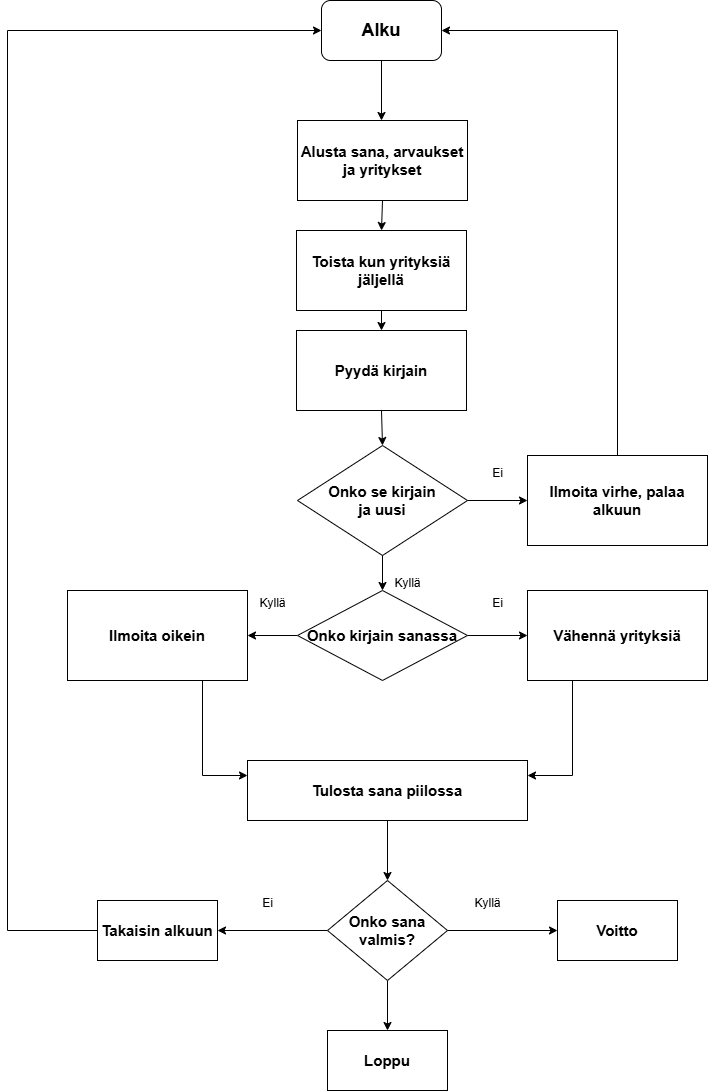 Alku
Alusta sana, arvaukset
ja yritykset
Toista kun yrityksiä
jäljellä
Pyydä kirjain
Onko se kirjain
ja uusi
Ei
Ilmoita virhe, palaa
alkuun
Kyllä
Kyllä
Ilmoita oikein
Onko kirjain sanassa
Ei
Vähennä yrityksiä
Tulosta sana piilossa
Ei
Takaisin alkuun
Onko sana
valmis?
Kyllä
Voitto
Loppu